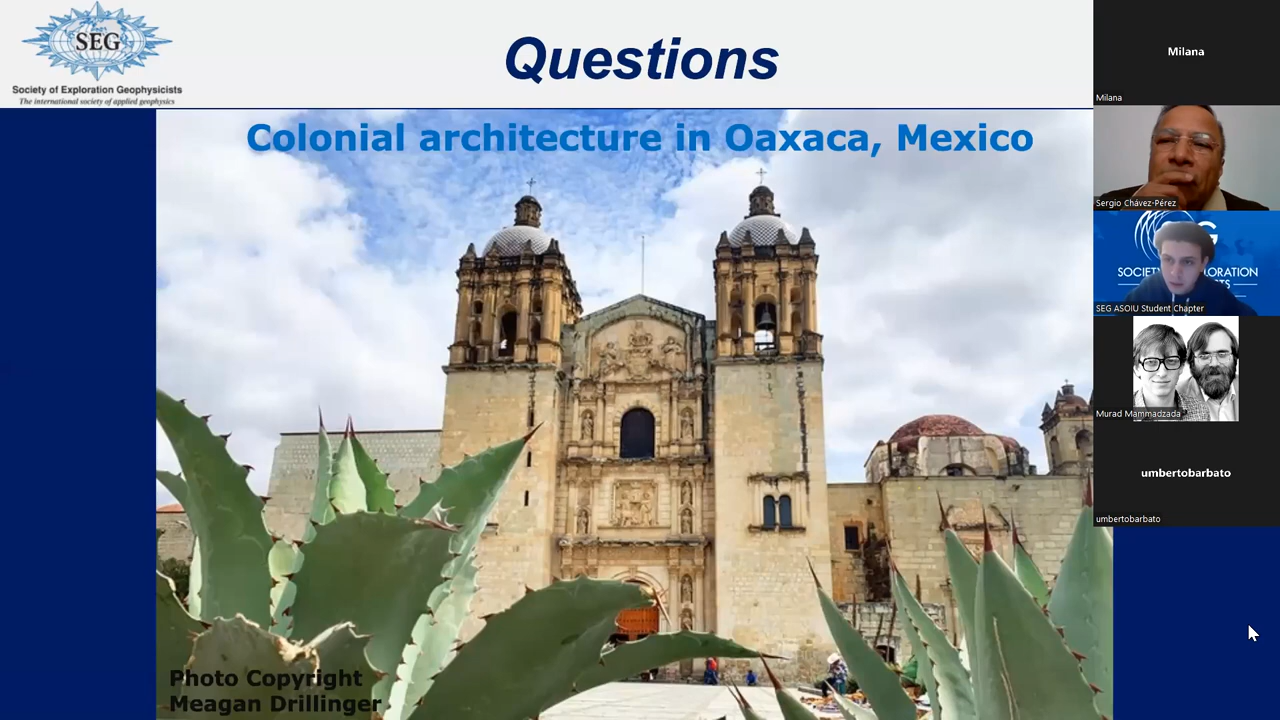 SEG
Society of Exploration Geophysicists
The international society of applied geophysics
Questions
Colonial architecture in Oaxaca, Mexico
Photo Copyright
Meagan Drillinger
Milana
Milana
Sergio Chávez-Pérez
SEG ASOIU Student Chapter
Murad Mammadzada
umbertobarbato
umbertobarbato